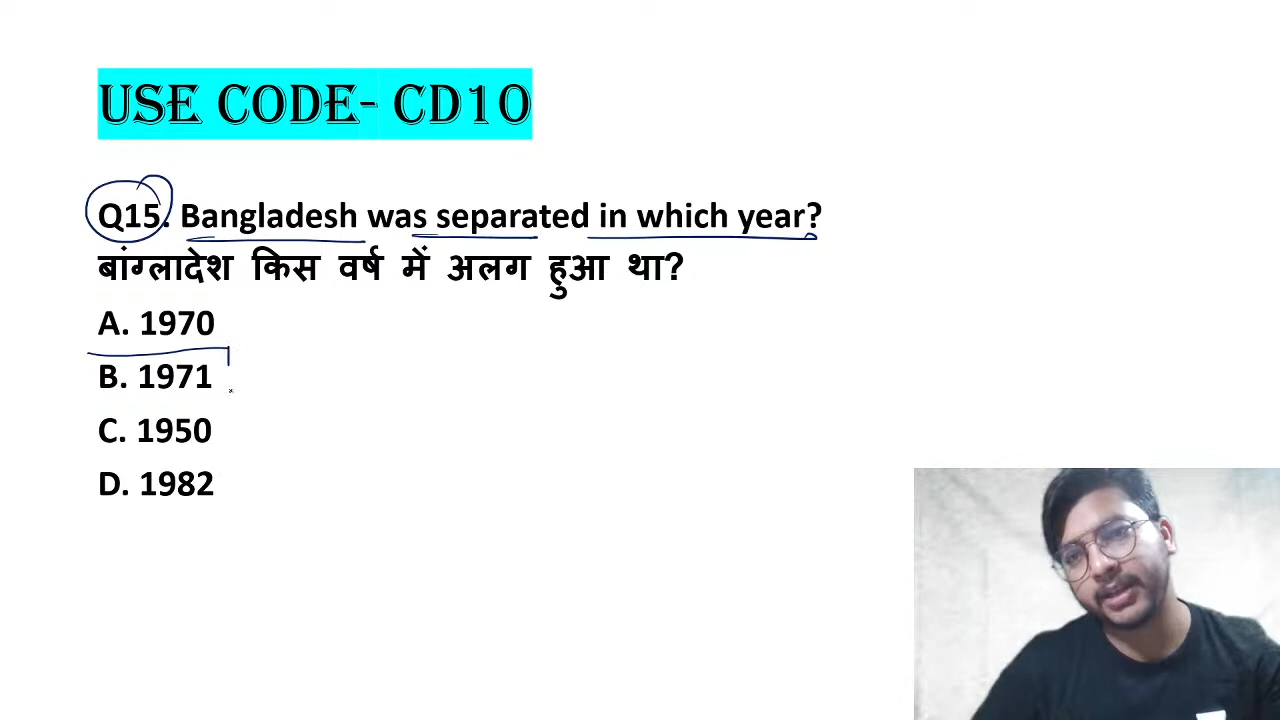 USE CODE- CD10
Q15. Bangladesh was separated in which year?
बांग्लादेश किस वर्ष में अलग हुआ था?
A. 1970
B. 1971
C. 1950
D. 1982